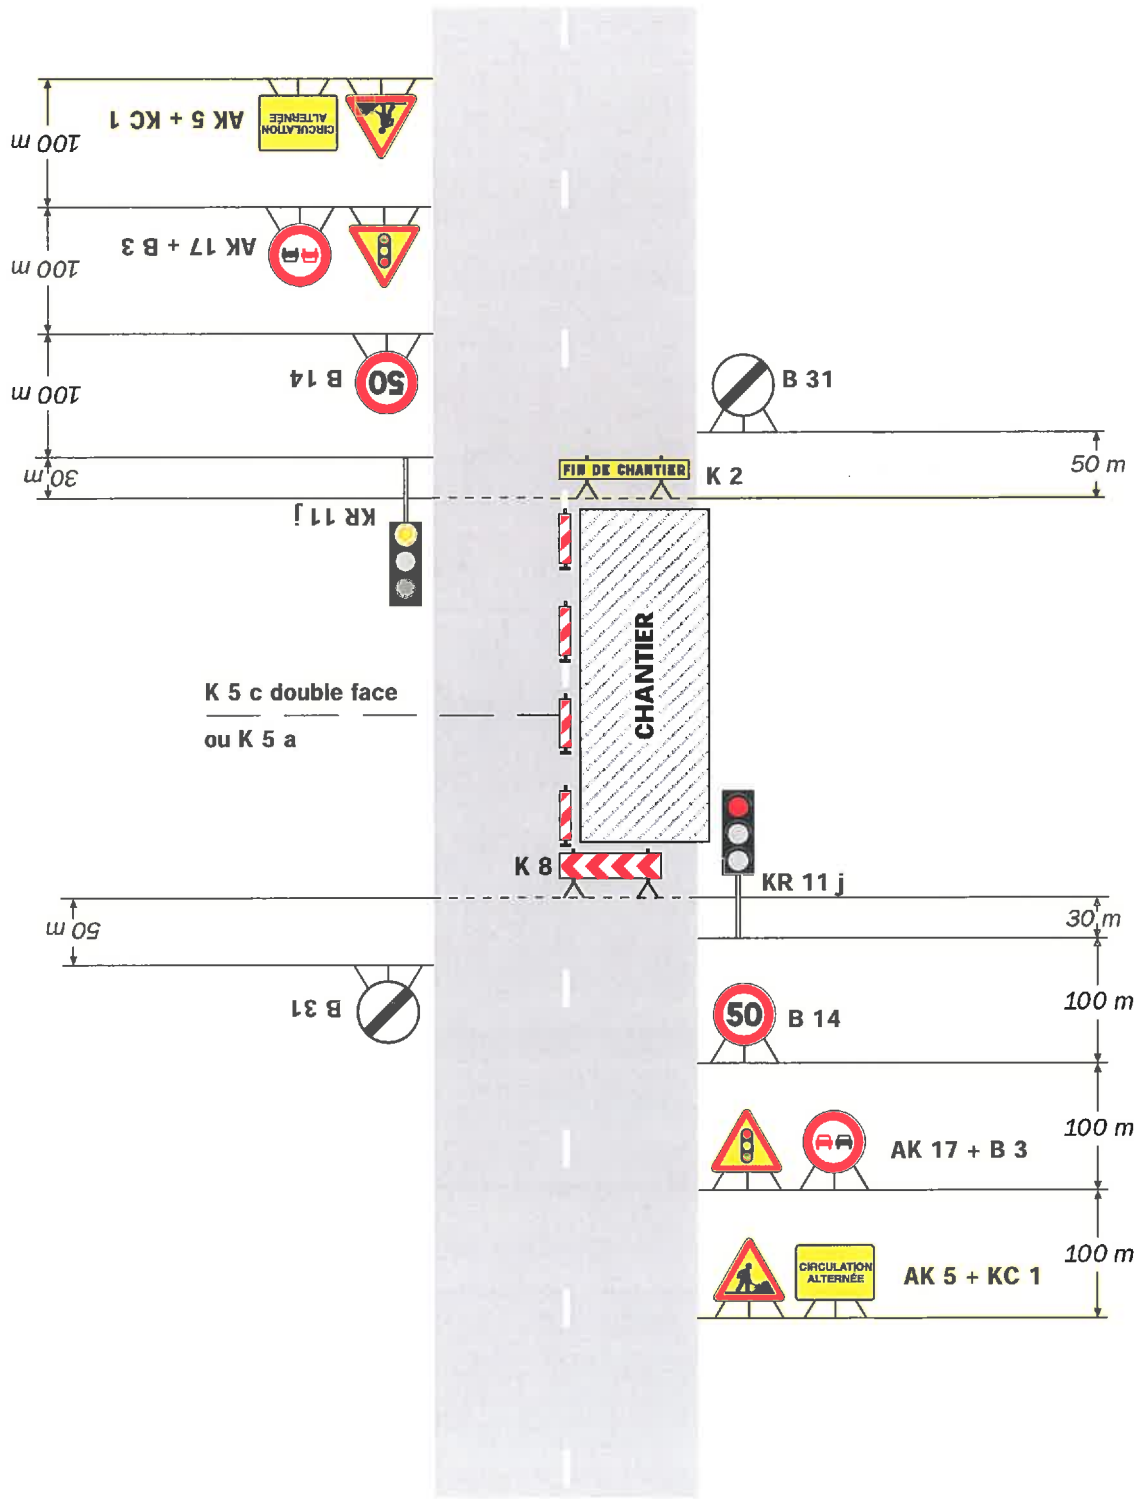 AK 5 + KC 1
CIRCULATION
ALTERNÉE
100 m
AK 17 + B 3
100 m
B 14
50
100 m
B 31
30 m
50 m
FIN DE CHANTIER
K 2
KR 11 j
CHANTIER
K 5 c double face
ou K 5 a
K 8
KR 11 j
50 m
30 m
B 31
50
B 14
100 m
AK 17 + B 3
100 m
CIRCULATION
ALTERNÉE
AK 5 + KC 1
100 m